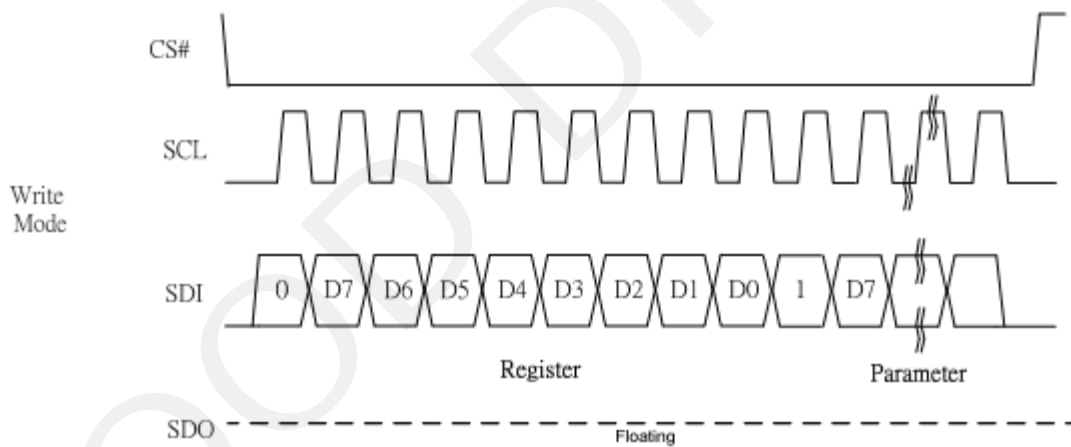 CS#
SCL
Write
Mode
SDI 0 D7 D6 D5 D4 D3 D2 D1 D0 1 D7
Register Parameter
SDO Floating